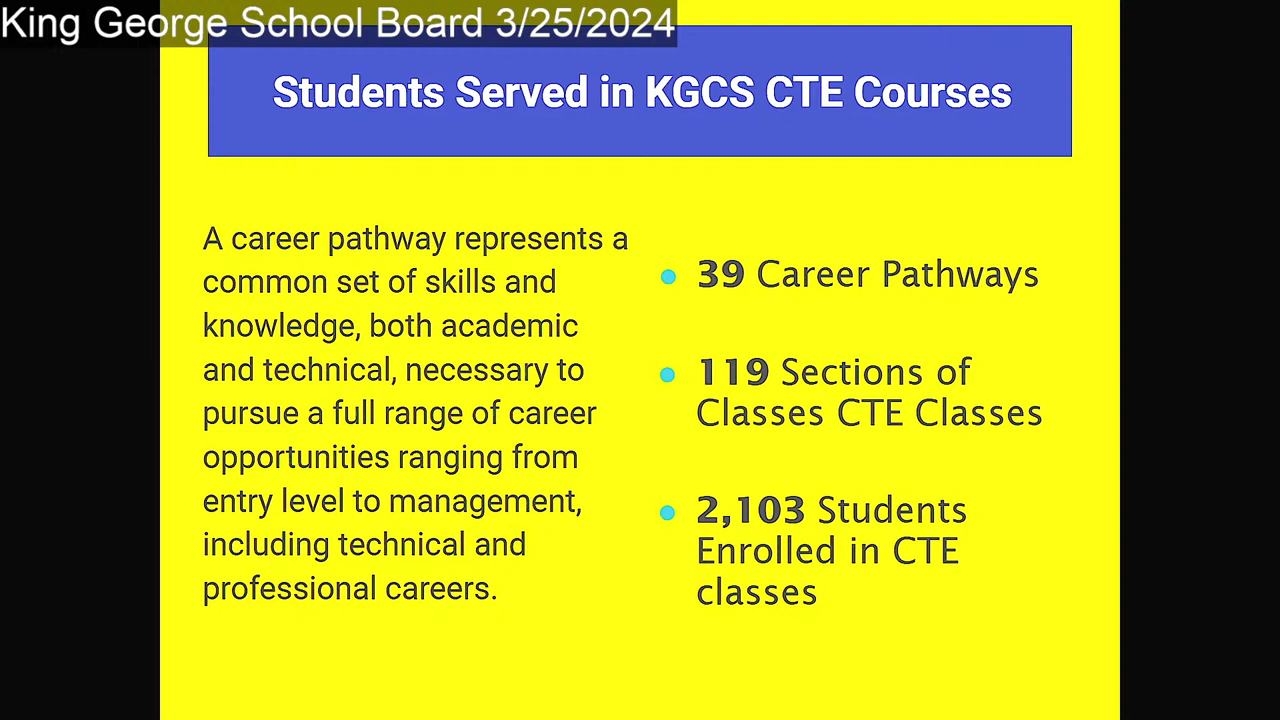 King George School Board 3/25/2024
Students Served in KGCS CTE Courses
A career pathway represents a
common set of skills and
knowledge, both academic
and technical, necessary to
pursue a full range of career
opportunities ranging from
entry level to management,
including technical and
professional careers.
39 Career Pathways
119 Sections of
Classes CTE Classes
2,103 Students
Enrolled in CTE
classes